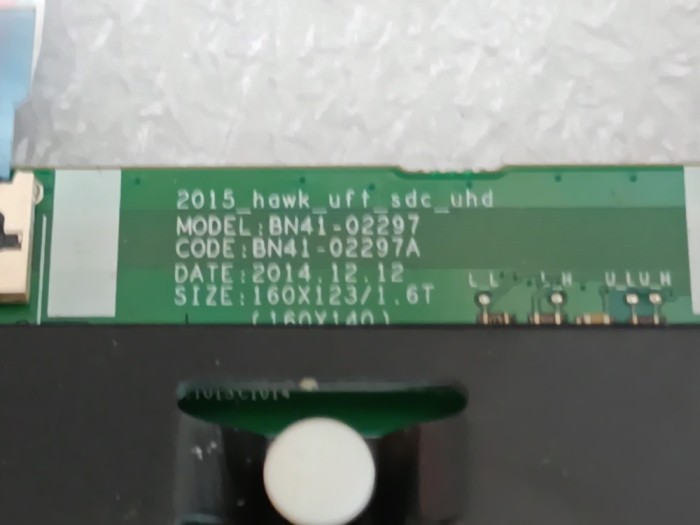 2015_hawk_uft_sdc_uhd
MODEL:BN41-02297
CODE:BN41-02297A
DATE:2014.12.12
SIZE:160X123/1.6T
(160X140)
L_L L_H U_L U_H